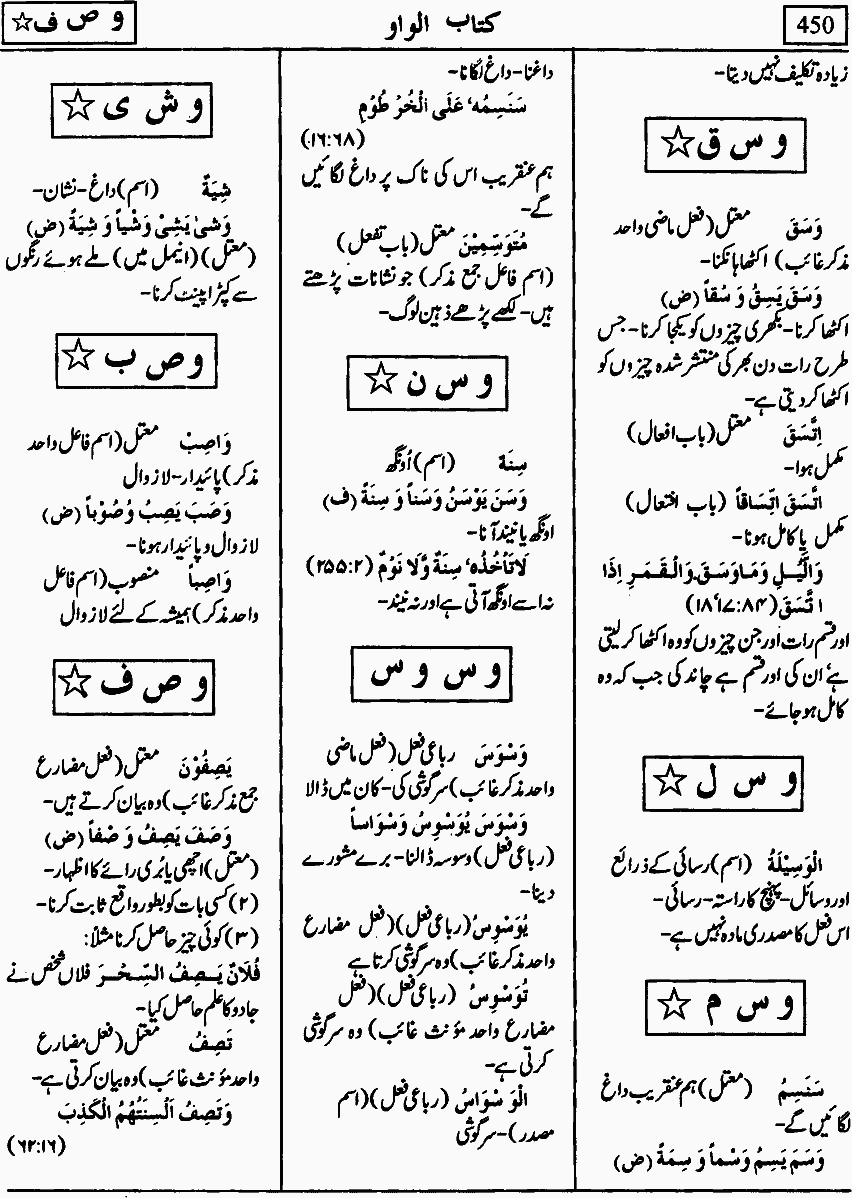 450
کتاب الواو
و ص ف☆
زیادہ تکلیف نہیں دیتا-
و س ق☆
وَسَقَ معتل(فعل ماضی واحد
مذکر غائب) اکٹھا ہانکنا-
وَسَقَ یَسِقُ وَ سُقاً (ض)
اکٹھا کرنا-بکھری چیزوں کو یکجا کرنا- جس
طرح رات دن بھر کی منتشر شدہ چیزوں کو
اکٹھا کر دیتی ہے-
اِتَّسَقَ معتل(باب افعال)
مکمل ہوا-
اتَّسَقَ اتِّسَاقاً (باب افتعال)
مکمل یا کامل ہونا-
وَالَّیْلِ وَمَاوَسَقَ۔وَالْقَمَرِ اِذَا
اتَّسَقَ(۸۴:۱۷،۱۸)
اور قسم رات اور جن چیزوں کو وہ اکٹھا کر لیتی
ہے' ان کی اور قسم ہے چاند کی جب کہ وہ
کامل ہو جائے-
و س ل ☆
الْوَسِیْلَةُ (اسم) رسائی کے ذرائع
اور وسائل- پہنچ کا راستہ- رسائی-
اس فعل کا مصدری مادہ نہیں ہے-
و س م ☆
سَنَسِمُ (معتل) ہم عنقریب داغ
لگائیں گے-
وَسَمَ یَسِمُ وَسْماً وَ سِمَةً (ض)
داغنا-داغ لگانا-
سَنَسِمُه، عَلَی الْخُرْ طُوْمِ
(۶۸:۱۶)
ہم عنقریب اس کی ناک پر داغ لگائیں
گے-
مُتَوَسِّمِیْنَ معتل(باب تفعل)
(اسم فاعل جمع مذکر) جو نشانات پڑھتے
ہیں- لکھے پڑھے ذہین لوگ-
و س ن ☆
سِنَة (اسم) اُونگھ
وَسَنَ یَوْسَنُ وَسَناً وَ سِنَةً (ف)
اونگھ یا نیند آنا-
لَاتَاْخُذُه، سِنَةٌ وَّلَا نَوْمٌ (۲:۲۵۵)
نہ اسے اونگھ آتی ہے اور نہ نیند-
و س و س
وَسْوَسَ رباعی فعل(فعل ماضی
واحد مذکر غائب) سرگوشی کی-کان میں ڈالا
وَسْوَسَ یُوَسْوِسُ وَسْوَاساً
(رباعی فعل) وسوسہ ڈالنا- برے مشورے
دینا-
یُوَسْوِسُ(رباعی فعل)(فعل مضارع
واحد مذکر غائب) وہ سرگوشی کرتا ہے
تُوَسْوِسُ (رباعی فعل)(فعل
مضارع واحد مؤنث غائب) وہ سرگوشی
کرتی ہے-
الْوَ سْوَاسُ (رباعی فعل)(اسم
مصدر)-سرگوشی
و ش ی ☆
شِیَةٌ (اسم) داغ-نشان-
وَشیٰ یَشِیْ وَشْیاً وَ شِیَةً (ض)
(معتل) (انیمل میں) ملے ہوئے رنگوں
سے کپڑا پینٹ کرنا-
و ص ب ☆
وَاصِبٌ معتل(اسم فاعل واحد
مذکر) پائیدار-لازوال
وَصَبَ یَصِبُ وُصُوْباً (ض)
لازوال و پائیدار ہونا-
وَاصِباً منصوب(اسم فاعل
واحد مذکر) ہمیشہ کے لئے لازوال
و ص ف ☆
یَصِفُوْنَ معتل(فعل مضارع
جمع مذکر غائب) وہ بیان کرتے ہیں-
وَصَفَ یَصِفُ وَ صْفاً (ض)
(معتل) اچھی یا بُری رائے کا اظہار-
(۲) کسی بات کو بطور واقع ثابت کرنا-
(۳) کوئی چیز حاصل کرنا مثلاً:
فُلَانٌ یَصِفُ السِّحْرَ فلاں شخص نے
جادو کا علم حاصل کیا-
تَصِفُ معتل(فعل مضارع
واحد مؤنث غائب) وہ بیان کرتی ہے-
وَتَصِفُ اَلْسِنَتُهُمُ الْکَذِبَ
(۱۶:۶۲)